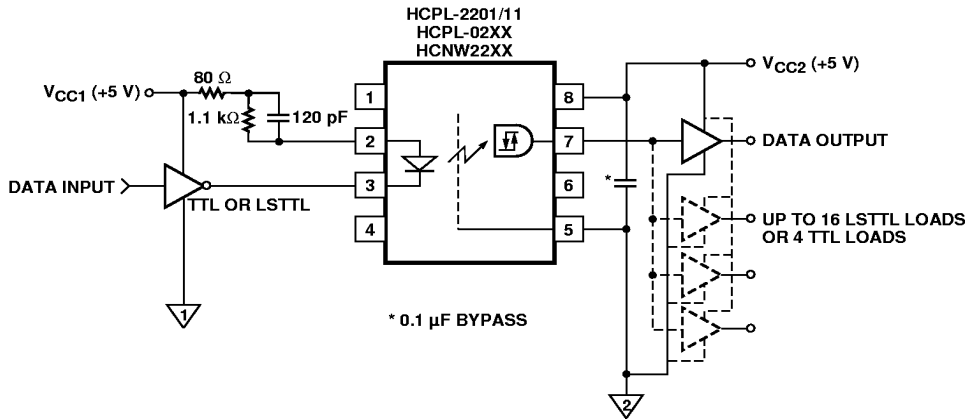 HCPL-2201/11
HCPL-02XX
HCNW22XX
80 Ω
VCC1 (+5 V)
1.1 kΩ
120 pF
1
2
3
4
8
7
6
5
VCC2 (+5 V)
DATA OUTPUT
DATA INPUT
TTL OR LSTTL
*
UP TO 16 LSTTL LOADS
OR 4 TTL LOADS
1
* 0.1 µF BYPASS
2